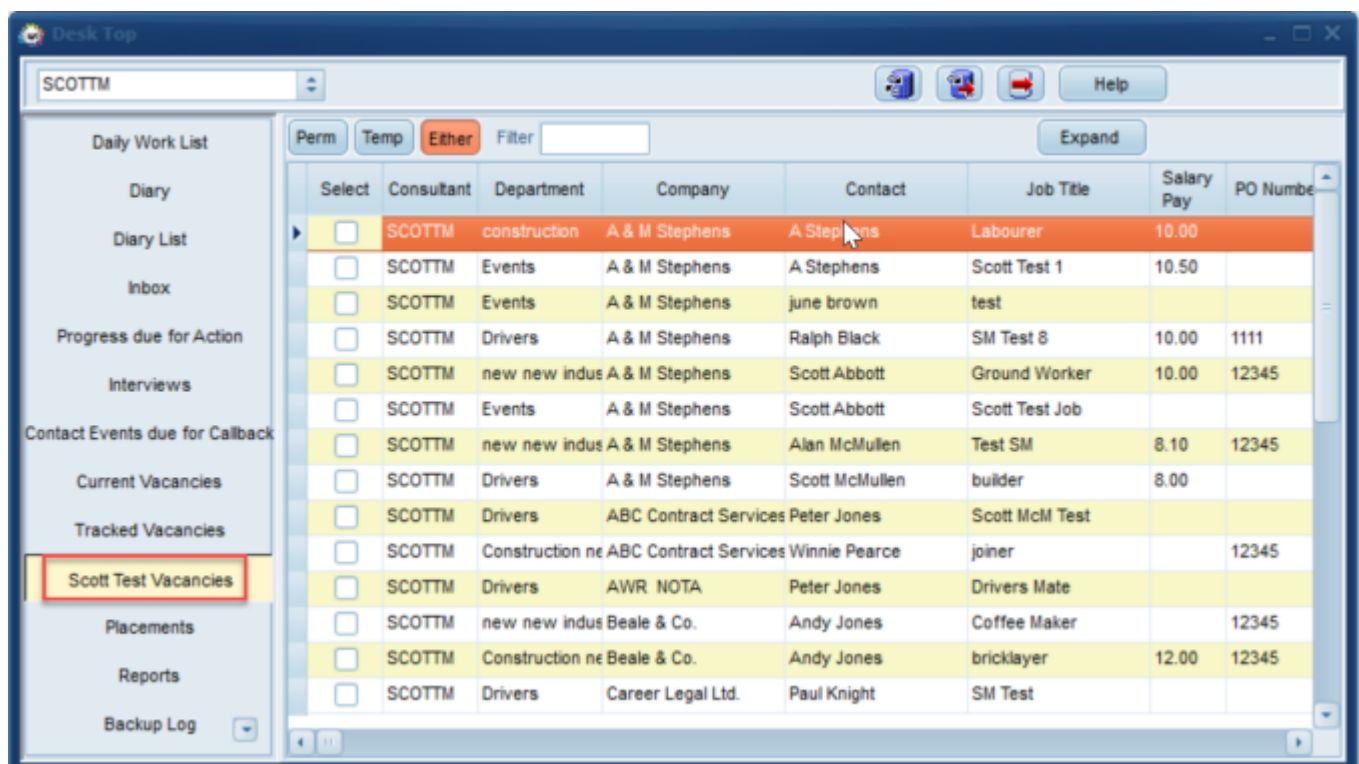 Desk Top
SCOTTM
Help
Daily Work List
Diary
Diary List
Inbox
Progress due for Action
Interviews
Contact Events due for Callback
Current Vacancies
Tracked Vacancies
Scott Test Vacancies
Placements
Reports
Backup Log
Perm Temp Either Filter Expand
Select Consultant Department Company Contact Job Title Salary Pay PO Numbe
SCOTTM construction A & M Stephens A Stephens Labourer 10.00
SCOTTM Events A & M Stephens A Stephens Scott Test 1 10.50
SCOTTM Events A & M Stephens june brown test
SCOTTM Drivers A & M Stephens Ralph Black SM Test 8 10.00 1111
SCOTTM new new indus A & M Stephens Scott Abbott Ground Worker 10.00 12345
SCOTTM Events A & M Stephens Scott Abbott Scott Test Job
SCOTTM new new indus A & M Stephens Alan McMullen Test SM 8.10 12345
SCOTTM Drivers A & M Stephens Scott McMullen builder 8.00
SCOTTM Drivers ABC Contract Services Peter Jones Scott McM Test
SCOTTM Construction ne ABC Contract Services Winnie Pearce joiner 12345
SCOTTM Drivers AWR NOTA Peter Jones Drivers Mate
SCOTTM new new indus Beale & Co. Andy Jones Coffee Maker 12345
SCOTTM Construction ne Beale & Co. Andy Jones bricklayer 12.00 12345
SCOTTM Drivers Career Legal Ltd. Paul Knight SM Test